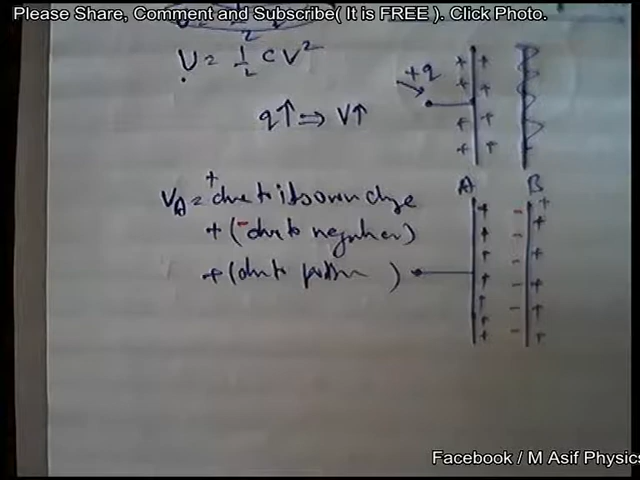 Please Share, Comment and Subscribe( It is FREE ). Click Photo.
U = 1/2 CV²
+q
q↑ ⇒ V↑
A B
V_A = + due to its own charge
+ (- due to negative)
+ (due to positive )
Facebook / M Asif Physics